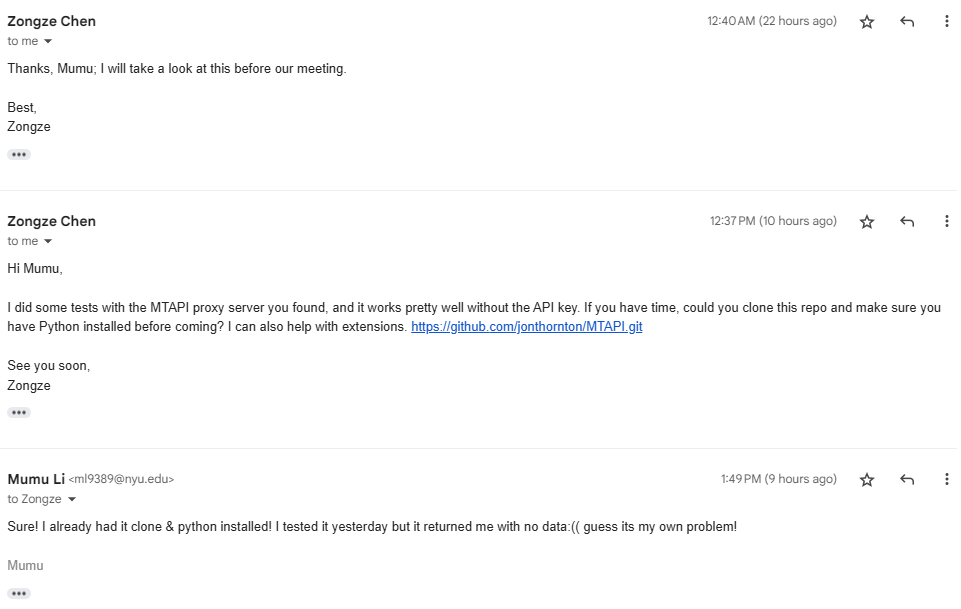 Zongze Chen
12:40 AM (22 hours ago)
to me
Thanks, Mumu; I will take a look at this before our meeting.
Best,
Zongze
Zongze Chen
12:37 PM (10 hours ago)
to me
Hi Mumu,
I did some tests with the MTAPI proxy server you found, and it works pretty well without the API key. If you have time, could you clone this repo and make sure you
have Python installed before coming? I can also help with extensions. https://github.com/jonthornton/MTAPI.git
See you soon,
Zongze
Mumu Li <ml9389@nyu.edu>
1:49 PM (9 hours ago)
to Zongze
Sure! I already had it clone & python installed! I tested it yesterday but it returned me with no data:(( guess its my own problem!
Mumu